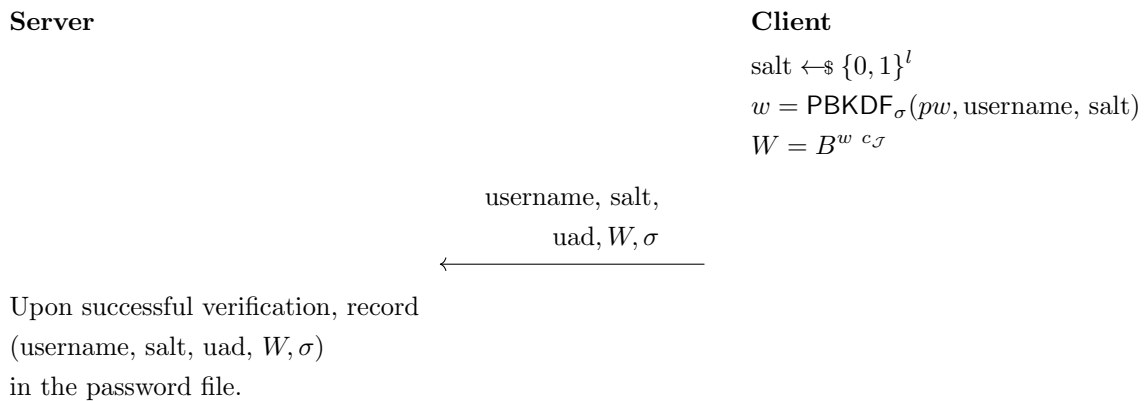 Server Client
salt ←$ {0, 1}^l
w = PBKDF_σ(pw, username, salt)
W = B^{w c_𝒥}
username, salt,
uad, W, σ
Upon successful verification, record
(username, salt, uad, W, σ)
in the password file.